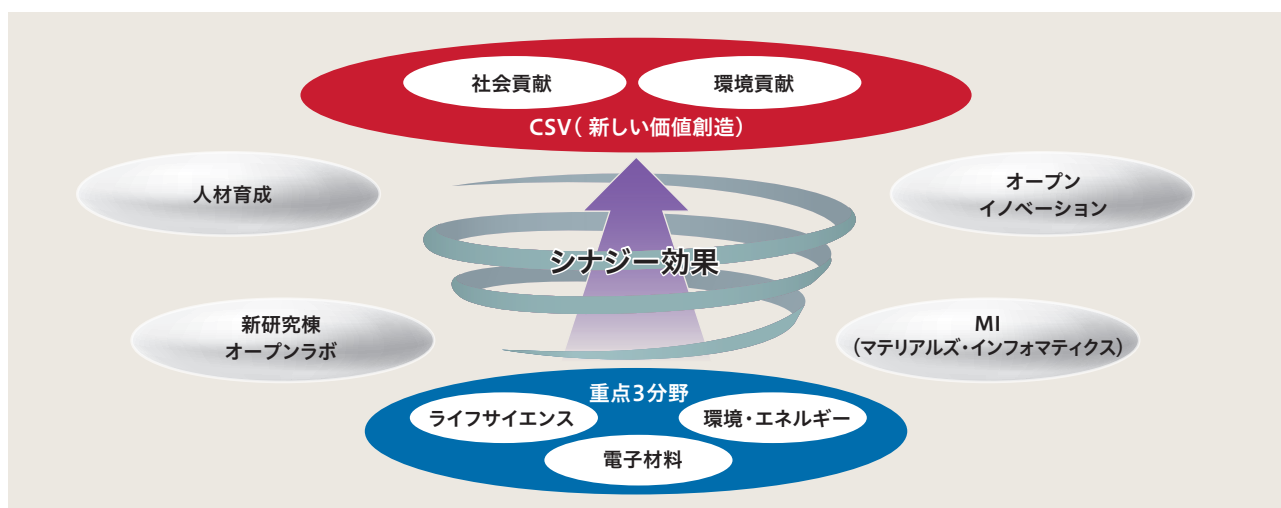 社会貢献
環境貢献
CSV（新しい価値創造）
人材育成
オープン
イノベーション
シナジー効果
新研究棟
オープンラボ
MI
（マテリアルズ・インフォマティクス）
重点3分野
ライフサイエンス
環境・エネルギー
電子材料